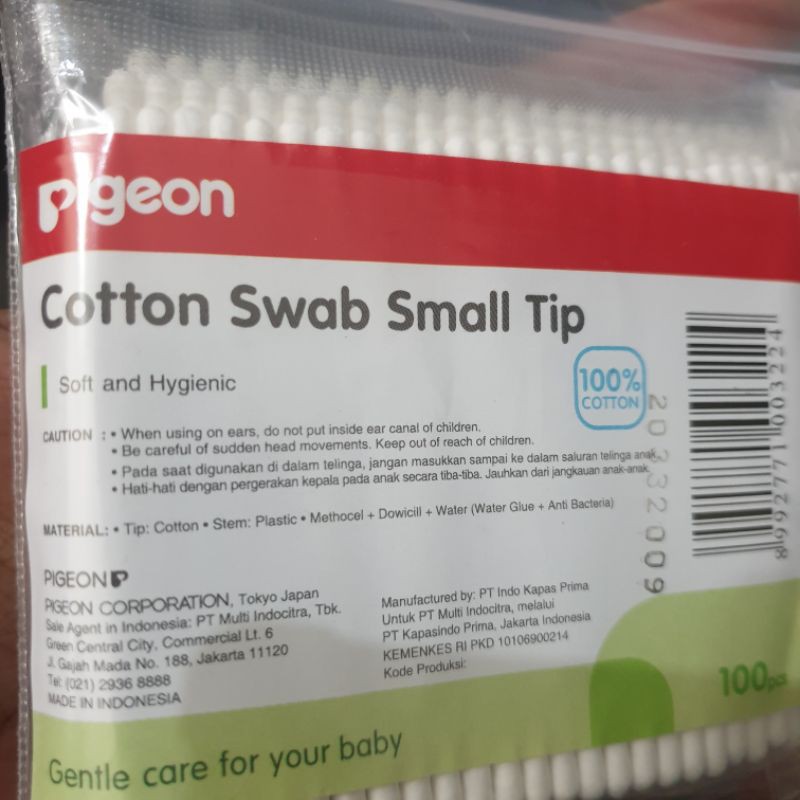 Pigeon
Cotton Swab Small Tip
Soft and Hygienic
100%
COTTON
CAUTION : • When using on ears, do not put inside ear canal of children.
• Be careful of sudden head movements. Keep out of reach of children.
• Pada saat digunakan di dalam telinga, jangan masukkan sampai ke dalam saluran telinga anak.
• Hati-hati dengan pergerakan kepala pada anak secara tiba-tiba. Jauhkan dari jangkauan anak-anak.
MATERIAL: • Tip: Cotton • Stem: Plastic • Methocel + Dowicill + Water (Water Glue + Anti Bacteria)
PIGEON
PIGEON CORPORATION, Tokyo Japan
Sale Agent in Indonesia: PT Multi Indocitra, Tbk.
Green Central City, Commercial Lt. 6
Jl. Gajah Mada No. 188, Jakarta 11120
Tel: (021) 2936 8888
MADE IN INDONESIA
Manufactured by: PT Indo Kapas Prima
Untuk PT Multi Indocitra, melalui
PT Kapasindo Prima, Jakarta Indonesia
KEMENKES RI PKD 10106900214
Kode Produksi:
8992771003224
100pcs
Gentle care for your baby